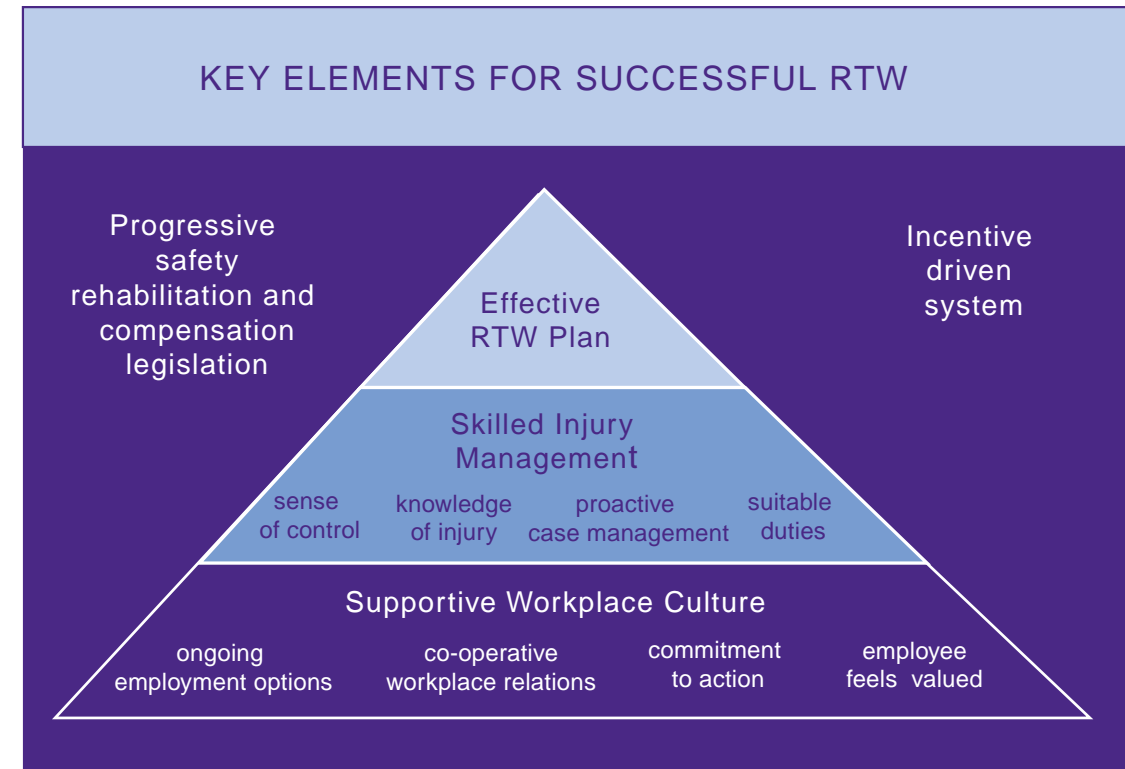 KEY ELEMENTS FOR SUCCESSFUL RTW
Progressive
safety
rehabilitation and
compensation
legislation
Incentive
driven
system
Effective
RTW Plan
Skilled Injury
Management
sense
of control
knowledge
of injury
proactive
case management
suitable
duties
Supportive Workplace Culture
ongoing
employment options
co-operative
workplace relations
commitment
to action
employee
feels valued